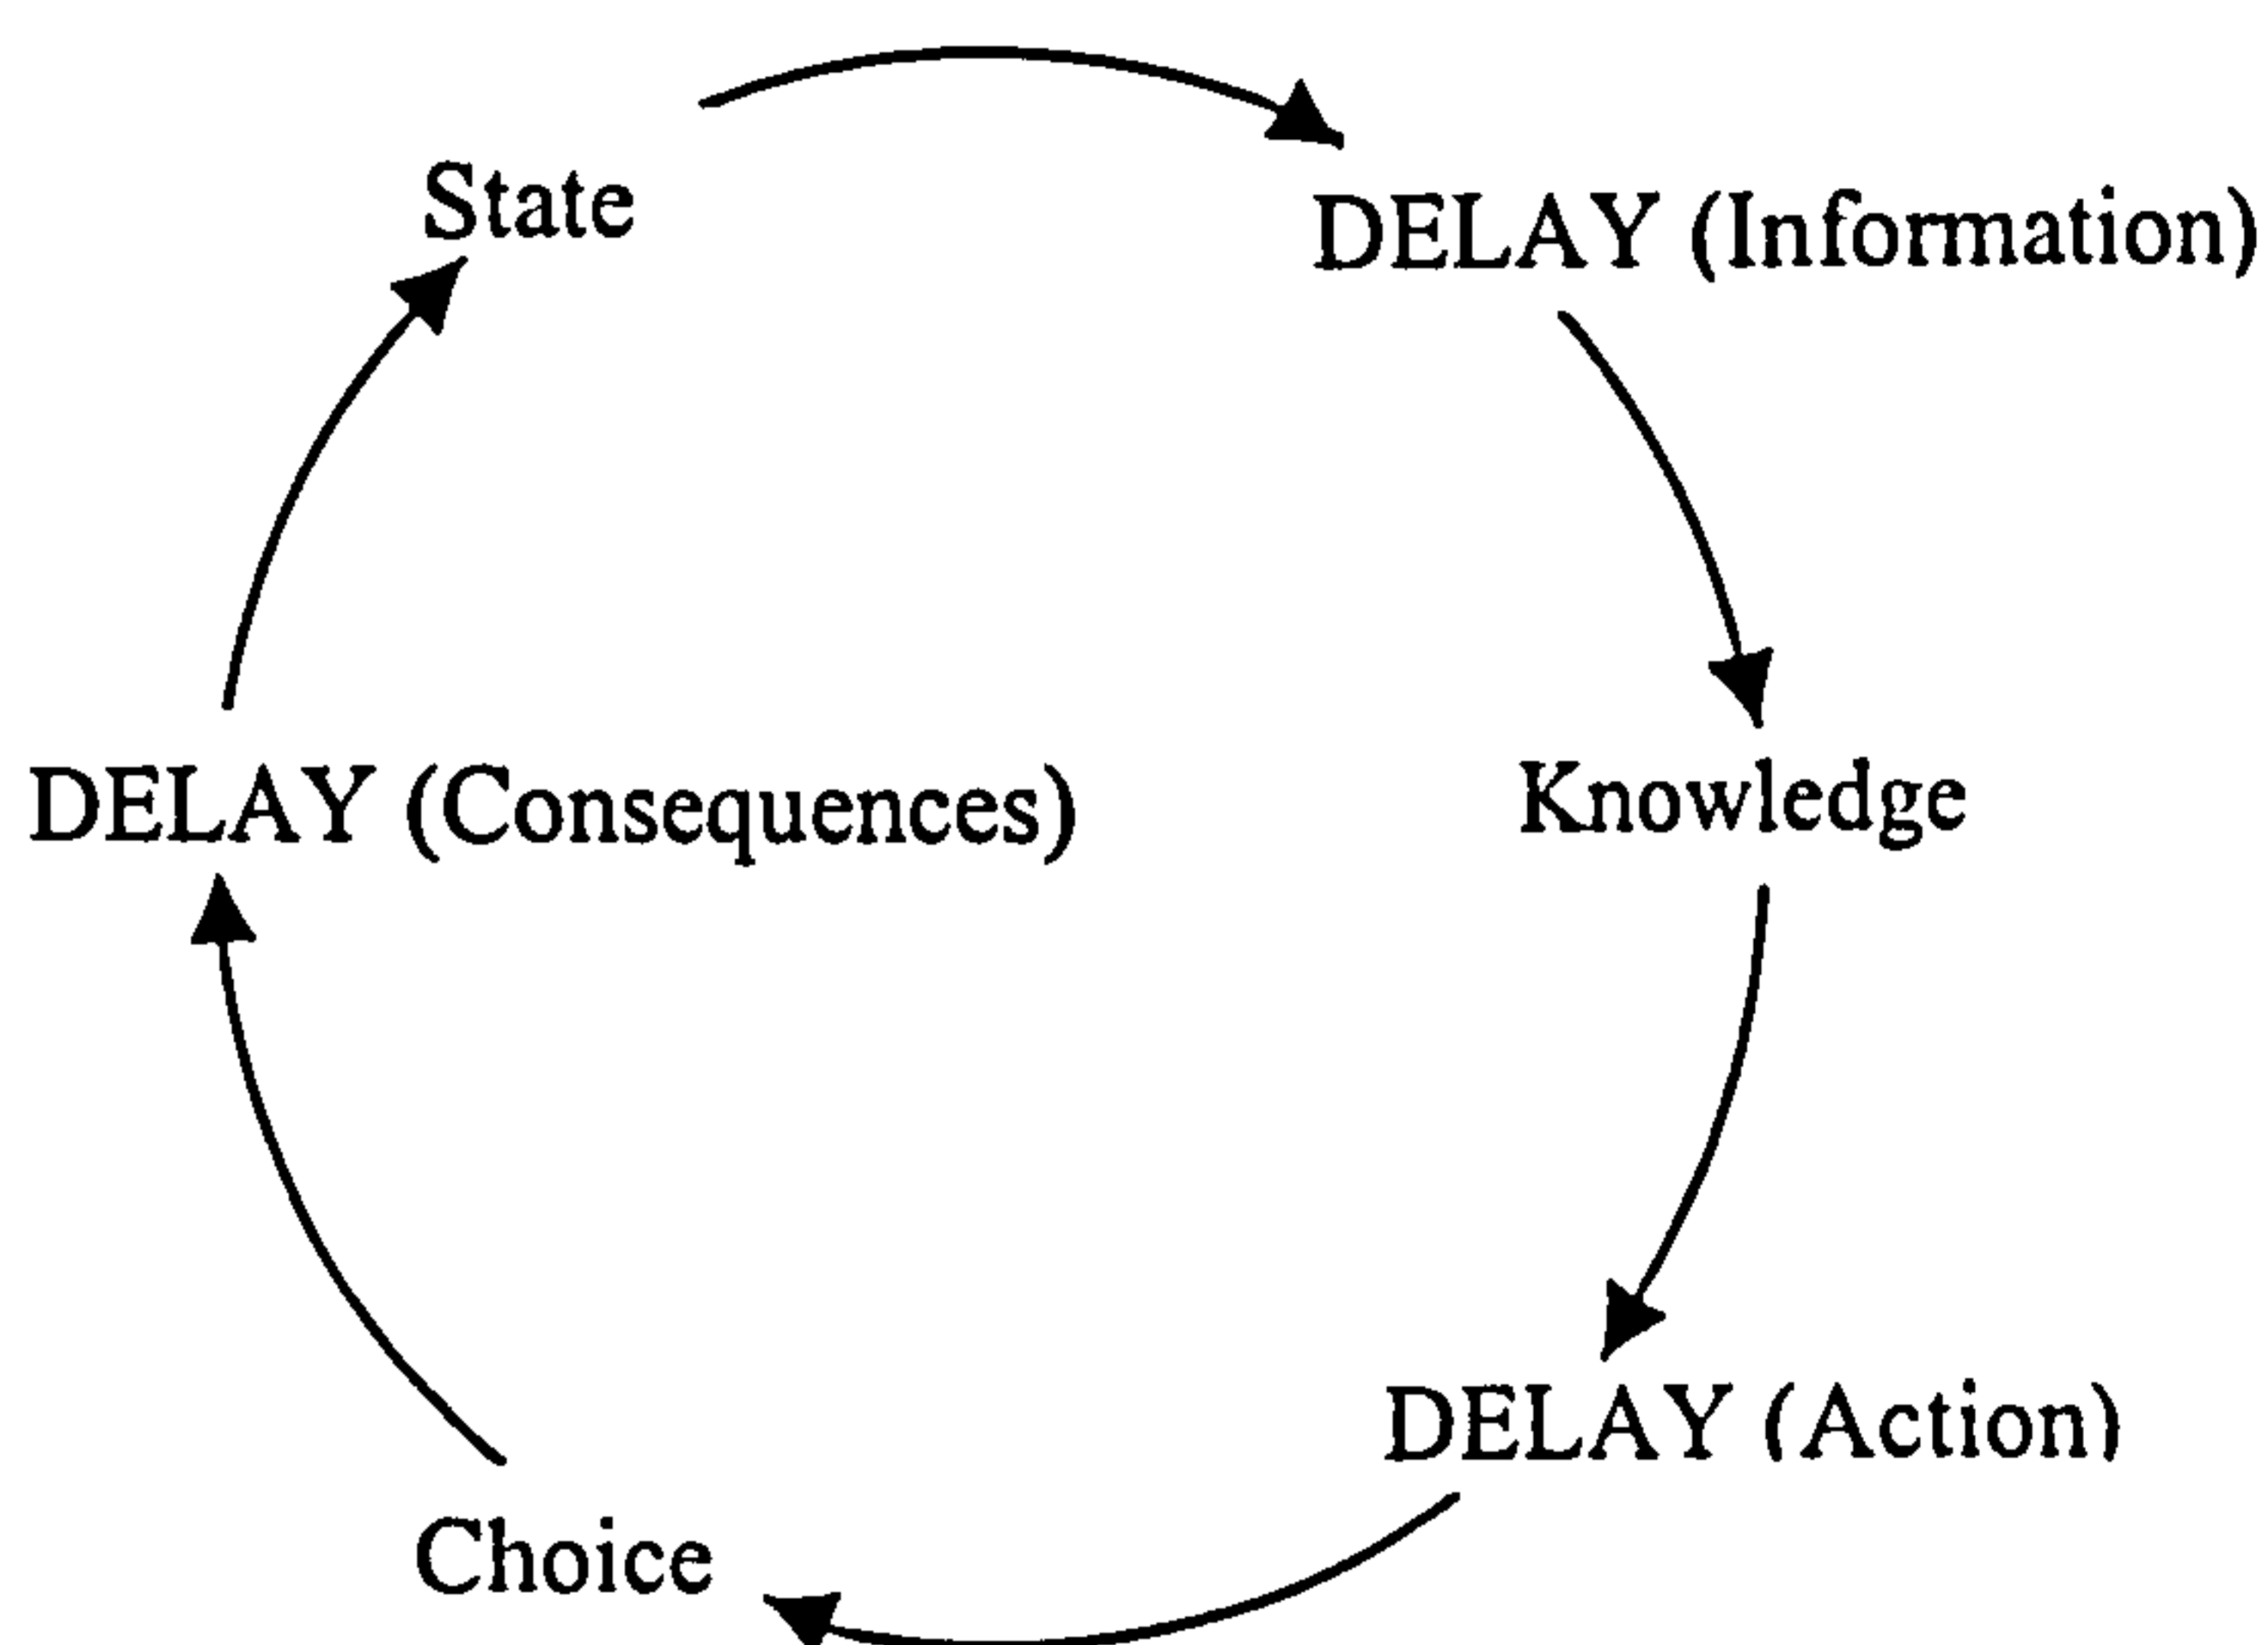 State
DELAY (Information)
DELAY (Consequences)
Knowledge
DELAY (Action)
Choice